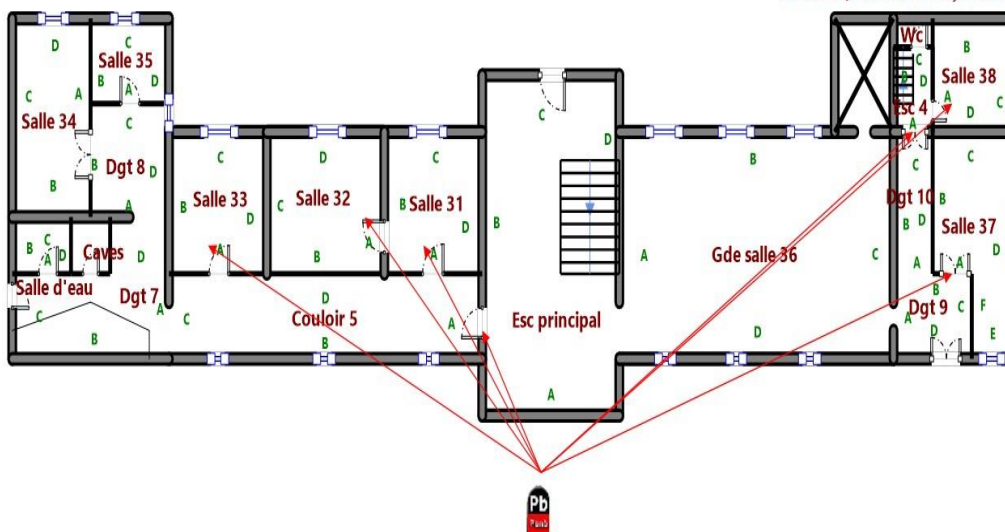 Wc
D
C
Salle 35
C
B
A
D
B
C
D
C
A
Salle 38
B
D
Salle 34
C
A
Esc 4
D
C
C
D
C
D
B
A
C
B
Dgt 8
D
Dgt 10
B
B
Salle 33
D
C
Salle 32
B
Salle 31
D
B
B
D
B
Salle 37
A
C
B
D
A
Caves
D
A
B
A
A
A
Gde salle 36
C
A
A
Salle d'eau
Dgt 7
D
B
Dgt 9
C
F
C
A
C
Couloir 5
A
Esc principal
A
D
D
E
B
B
A
Pb
Plomb